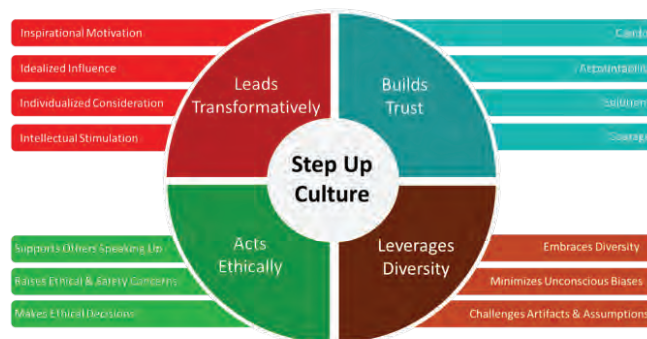 Inspirational Motivation
Idealized Influence
Individualized Consideration
Intellectual Stimulation
Leads
Transformatively
Builds
Trust
Courage
Step Up
Culture
Supports Others Speaking Up
Raises Ethical & Safety Concerns
Makes Ethical Decisions
Acts
Ethically
Leverages
Diversity
Embraces Diversity
Minimizes Unconscious Biases
Challenges Artifacts & Assumptions